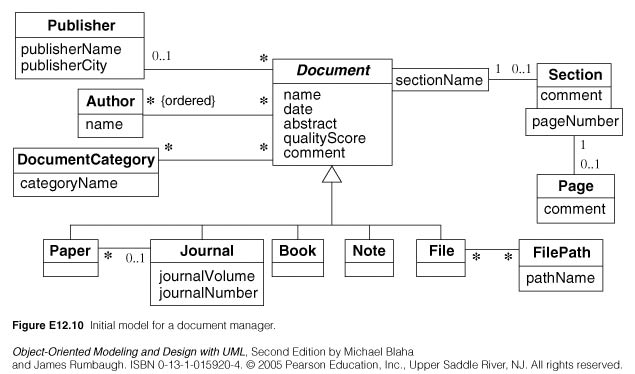 Publisher
publisherName
publisherCity
0..1
*
Document
name
date
abstract
qualityScore
comment
sectionName
1 0..1
Section
comment
pageNumber
1
0..1
Page
comment
Author
name
* {ordered} *
DocumentCategory
categoryName
* *
Paper
* 0..1
Journal
journalVolume
journalNumber
Book
Note
File
* *
FilePath
pathName
Figure E12.10 Initial model for a document manager.
Object-Oriented Modeling and Design with UML, Second Edition by Michael Blaha
and James Rumbaugh. ISBN 0-13-1-015920-4. © 2005 Pearson Education, Inc., Upper Saddle River, NJ. All rights reserved.